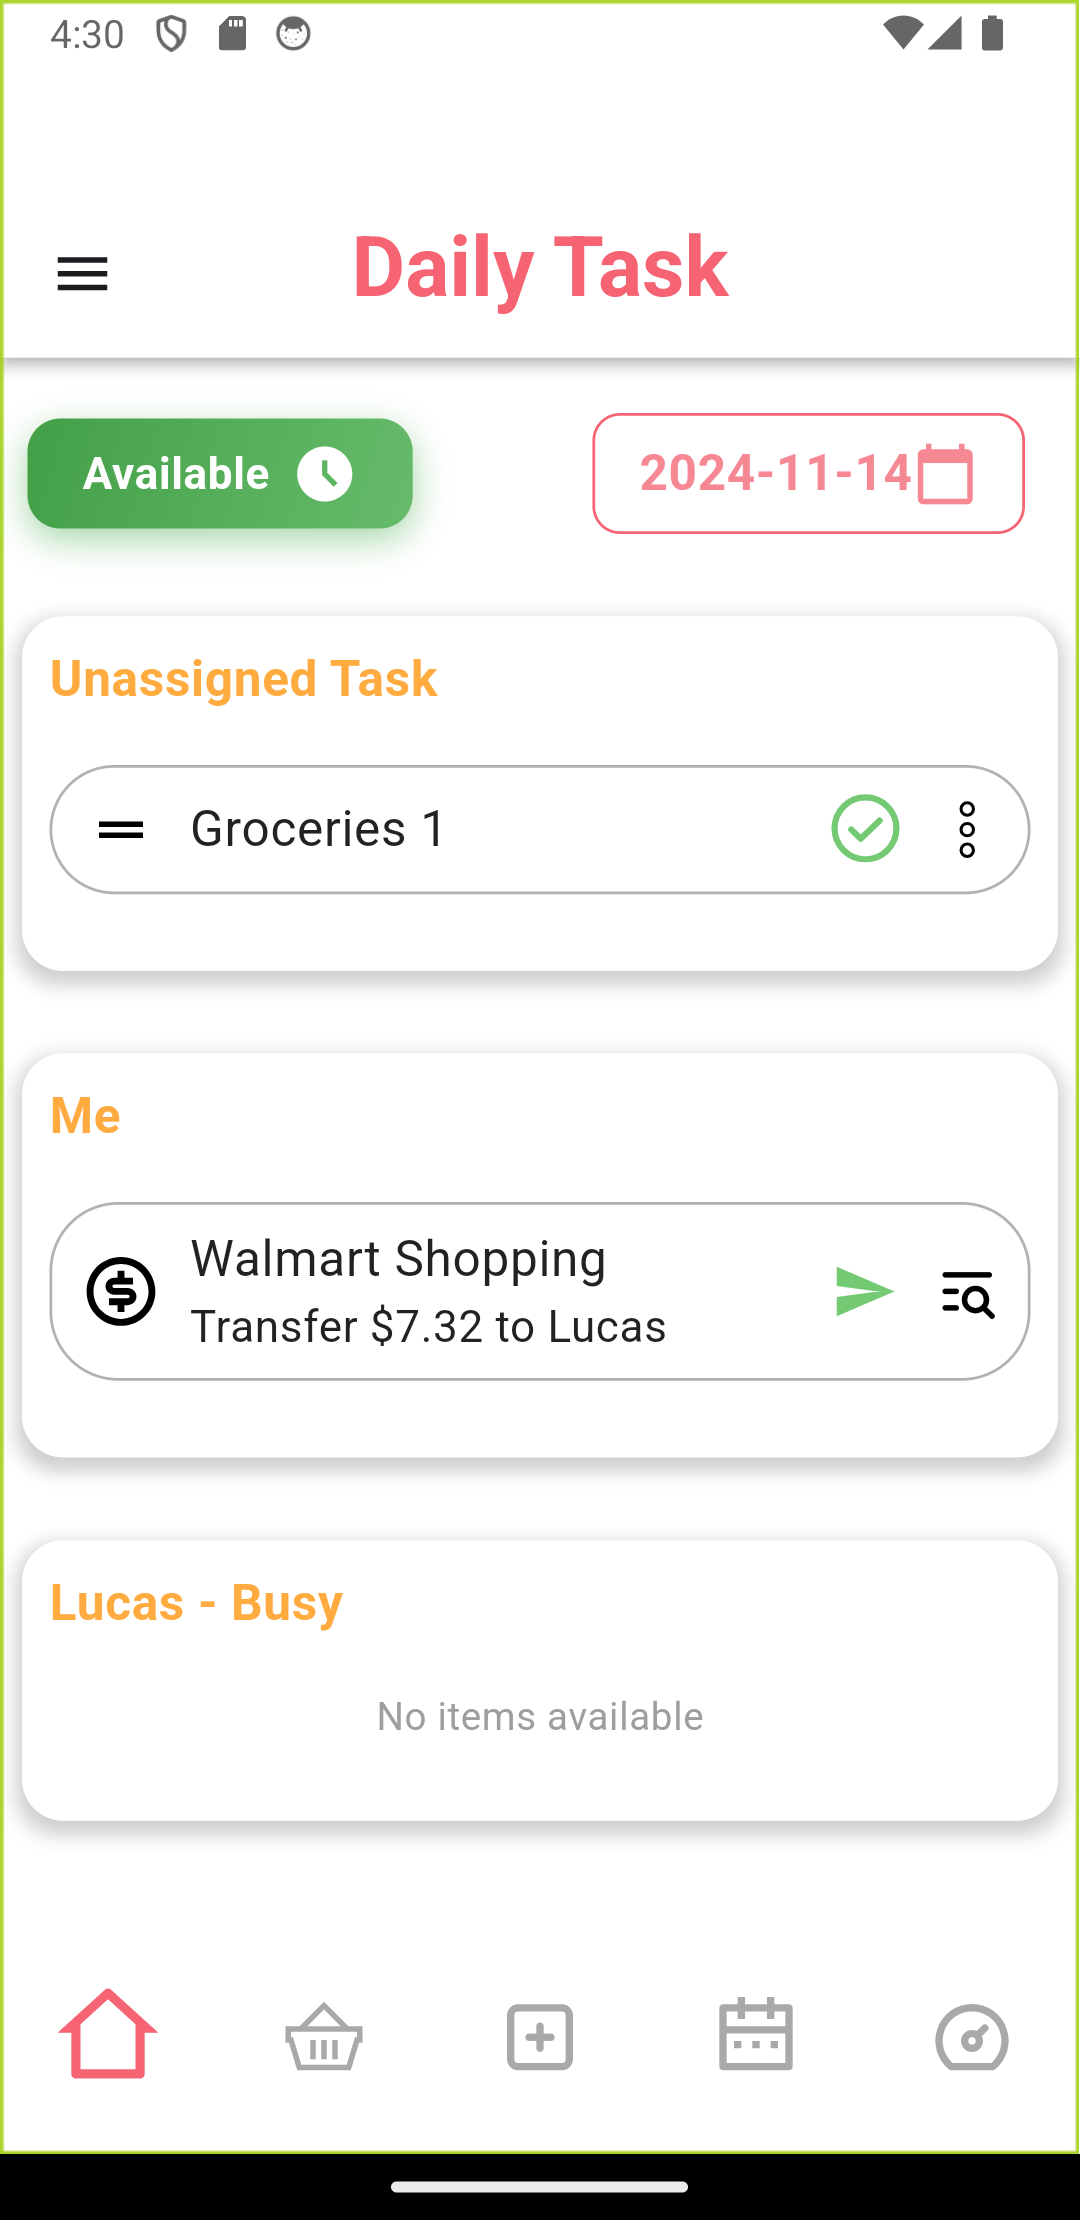 4:30
Daily Task
Available
2024-11-14
Unassigned Task
Groceries 1
Me
Walmart Shopping
Transfer $7.32 to Lucas
Lucas - Busy
No items available